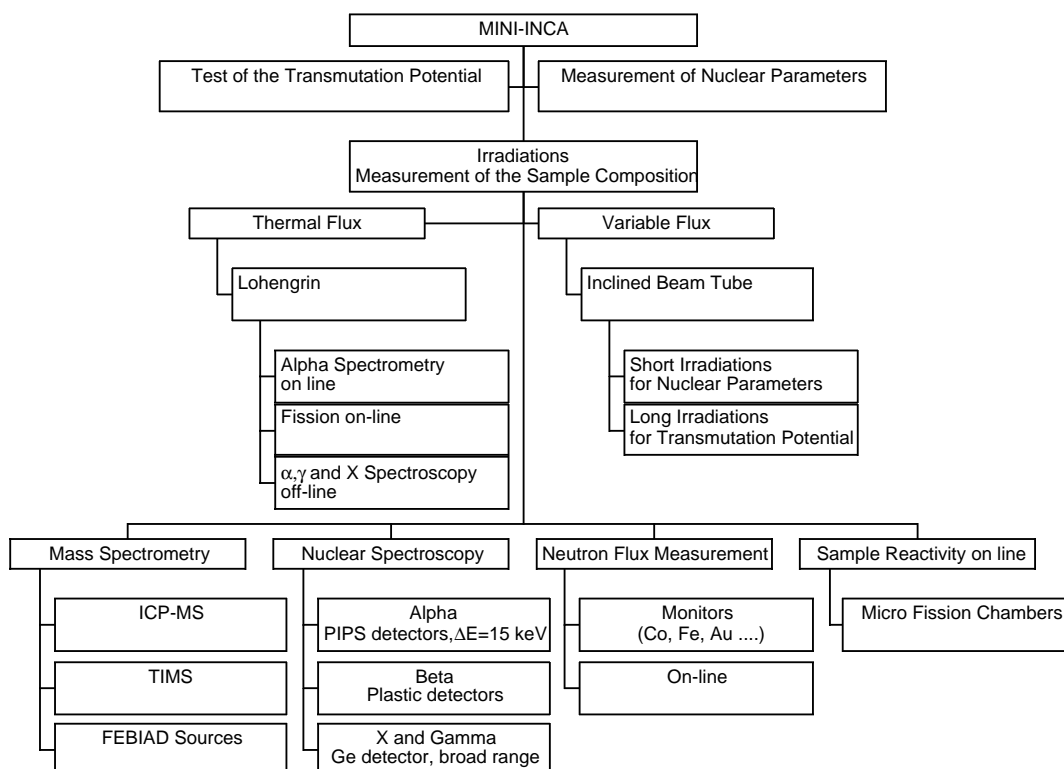 MINI-INCA
Test of the Transmutation Potential
Measurement of Nuclear Parameters
Irradiations
Measurement of the Sample Composition
Thermal Flux
Variable Flux
Lohengrin
Inclined Beam Tube
Alpha Spectrometry
on line
Fission on-line
α,γ and X Spectroscopy
off-line
Short Irradiations
for Nuclear Parameters
Long Irradiations
for Transmutation Potential
Mass Spectrometry
Nuclear Spectroscopy
Neutron Flux Measurement
Sample Reactivity on line
ICP-MS
TIMS
FEBIAD Sources
Alpha
PIPS detectors,ΔE=15 keV
Beta
Plastic detectors
X and Gamma
Ge detector, broad range
Monitors
(Co, Fe, Au ....)
On-line
Micro Fission Chambers